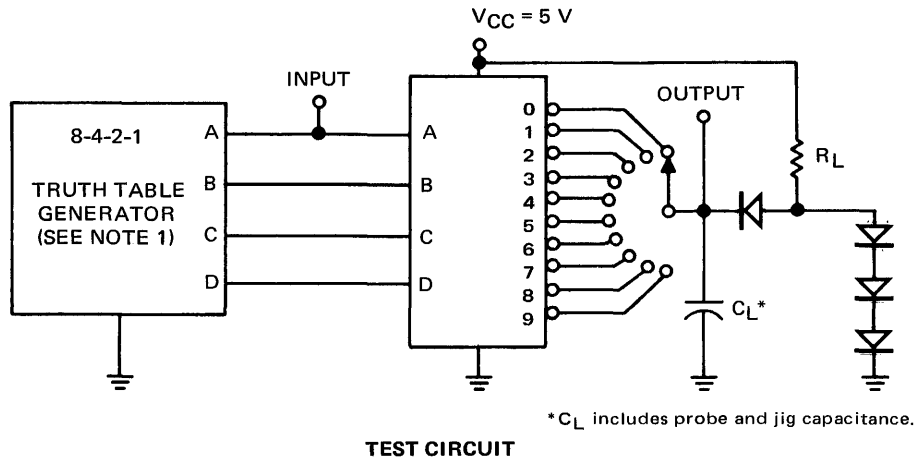 VCC = 5 V
INPUT
OUTPUT
8-4-2-1
TRUTH TABLE
GENERATOR
(SEE NOTE 1)
A
B
C
D
A
B
C
D
0
1
2
3
4
5
6
7
8
9
RL
CL*
*CL includes probe and jig capacitance.
TEST CIRCUIT